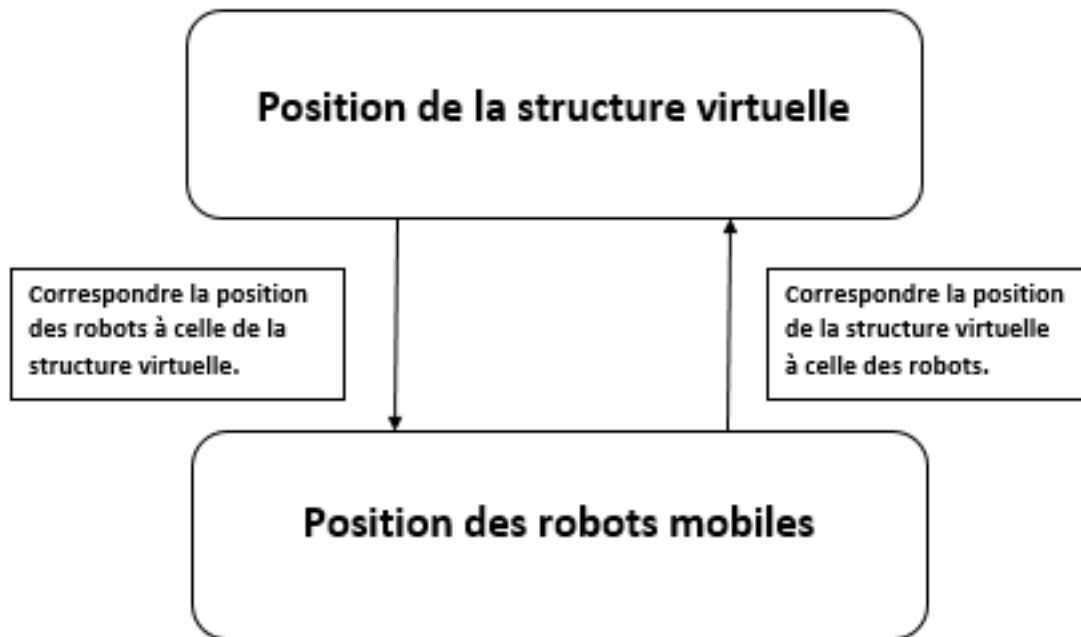 Position de la structure virtuelle
Correspondre la position
des robots à celle de la
structure virtuelle.
Correspondre la position
de la structure virtuelle
à celle des robots.
Position des robots mobiles